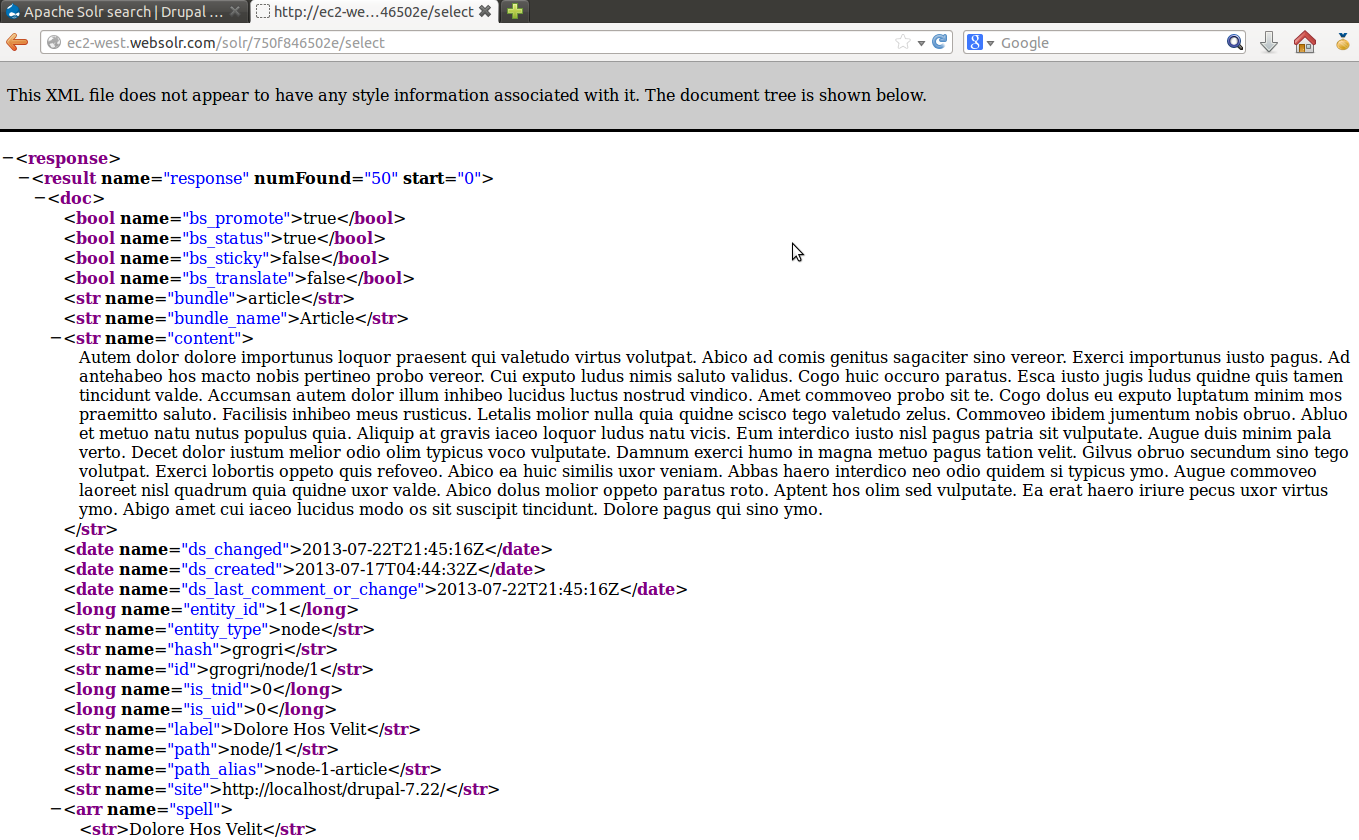 Apache Solr search | Drupal ...
http://ec2-we...46502e/select
ec2-west.websolr.com/solr/750f846502e/select
Google
This XML file does not appear to have any style information associated with it. The document tree is shown below.
−<response>
−<result name="response" numFound="50" start="0">
−<doc>
<bool name="bs_promote">true</bool>
<bool name="bs_status">true</bool>
<bool name="bs_sticky">false</bool>
<bool name="bs_translate">false</bool>
<str name="bundle">article</str>
<str name="bundle_name">Article</str>
−<str name="content">
Autem dolor dolore importunus loquor praesent qui valetudo virtus volutpat. Abico ad comis genitus sagaciter sino vereor. Exerci importunus iusto pagus. Ad
antehabeo hos macto nobis pertineo probo vereor. Cui exputo ludus nimis saluto validus. Cogo huic occuro paratus. Esca iusto jugis ludus quidne quis tamen
tincidunt valde. Accumsan autem dolor illum inhibeo lucidus luctus nostrud vindico. Amet commoveo probo sit te. Cogo dolus eu exputo luptatum minim mos
praemitto saluto. Facilisis inhibeo meus rusticus. Letalis molior nulla quia quidne scisco tego valetudo zelus. Commoveo ibidem jumentum nobis obruo. Abluo
et metuo natu nutus populus quia. Aliquip at gravis iaceo loquor ludus natu vicis. Eum interdico iusto nisl pagus patria sit vulputate. Augue duis minim pala
verto. Decet dolor iustum melior odio olim typicus voco vulputate. Damnum exerci humo in magna metuo pagus tation velit. Gilvus obruo secundum sino tego
volutpat. Exerci lobortis oppeto quis refoveo. Abico ea huic similis uxor veniam. Abbas haero interdico neo odio quidem si typicus ymo. Augue commoveo
laoreet nisl quadrum quia quidne uxor valde. Abico dolus molior oppeto paratus roto. Aptent hos olim sed vulputate. Ea erat haero iriure pecus uxor virtus
ymo. Abigo amet cui iaceo lucidus modo os sit suscipit tincidunt. Dolore pagus qui sino ymo.
</str>
<date name="ds_changed">2013-07-22T21:45:16Z</date>
<date name="ds_created">2013-07-17T04:44:32Z</date>
<date name="ds_last_comment_or_change">2013-07-22T21:45:16Z</date>
<long name="entity_id">1</long>
<str name="entity_type">node</str>
<str name="hash">grogri</str>
<str name="id">grogri/node/1</str>
<long name="is_tnid">0</long>
<long name="is_uid">0</long>
<str name="label">Dolore Hos Velit</str>
<str name="path">node/1</str>
<str name="path_alias">node-1-article</str>
<str name="site">http://localhost/drupal-7.22/</str>
−<arr name="spell">
<str>Dolore Hos Velit</str>